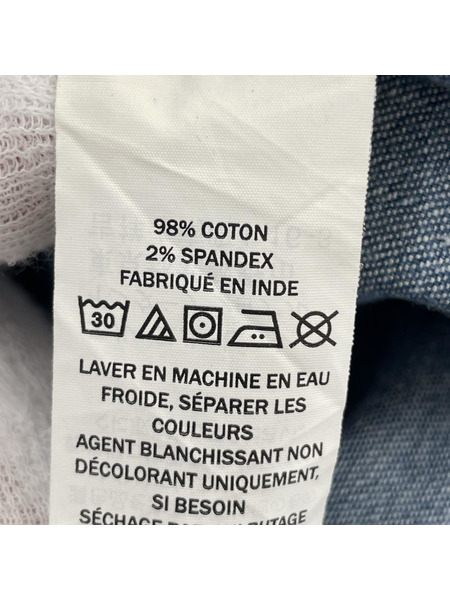 98% COTON
2% SPANDEX
FABRIQUÉ EN INDE
30
LAVER EN MACHINE EN EAU
FROIDE, SÉPARER LES
COULEURS
AGENT BLANCHISSANT NON
DÉCOLORANT UNIQUEMENT,
SI BESOIN
SÉCHAGE